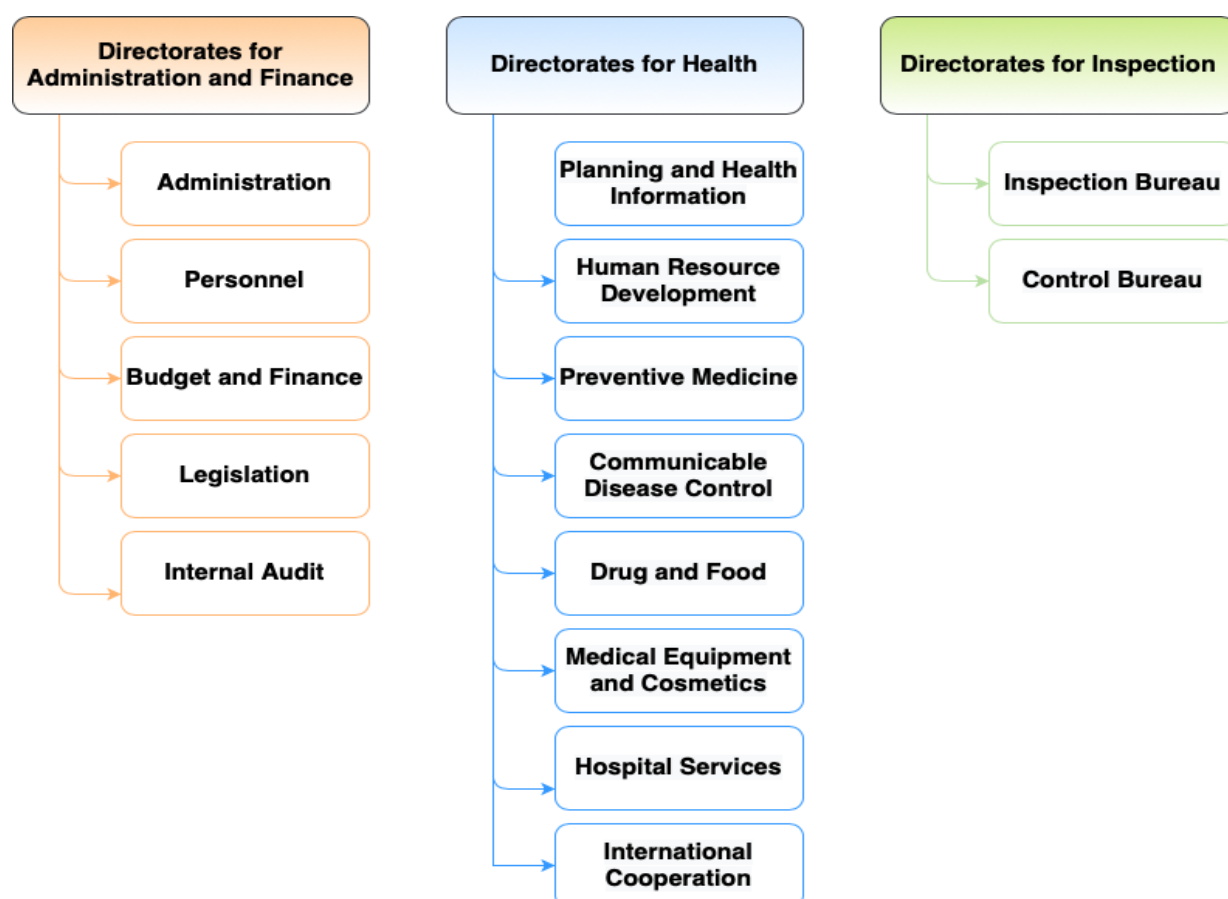 Directorates for
Administration and Finance
Administration
Personnel
Budget and Finance
Legislation
Internal Audit
Directorates for Health
Planning and Health
Information
Human Resource
Development
Preventive Medicine
Communicable
Disease Control
Drug and Food
Medical Equipment
and Cosmetics
Hospital Services
International
Cooperation
Directorates for Inspection
Inspection Bureau
Control Bureau